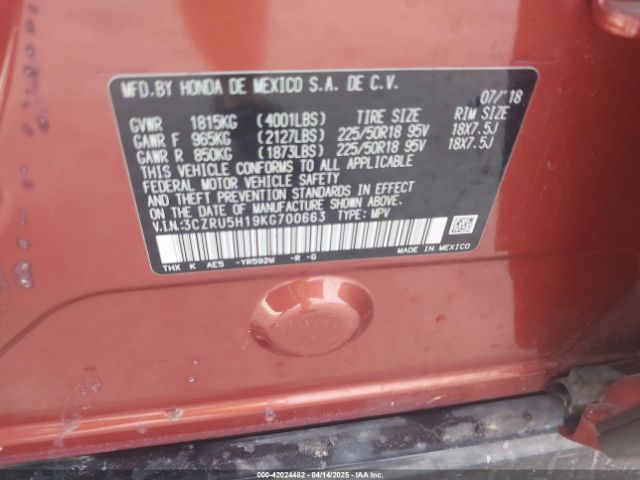 MFD.BY HONDA DE MEXICO S.A. DE C.V.
07/'18
GVWR 1815KG (4001LBS) TIRE SIZE RIM SIZE
GAWR F 965KG (2127LBS) 225/50R18 95V 18X7.5J
GAWR R 850KG (1873LBS) 225/50R18 95V 18X7.5J
THIS VEHICLE CONFORMS TO ALL APPLICABLE
FEDERAL MOTOR VEHICLE SAFETY
AND THEFT PREVENTION STANDARDS IN EFFECT
ON THE DATE OF MANUFACTURE SHOWN ABOVE.
V.I.N.:3CZRU5H19KG700663 TYPE: MPV
THX K AE5 -YR592M -R -G MADE IN MEXICO
000-42024482 - 04/14/2025 - IAAI.COM